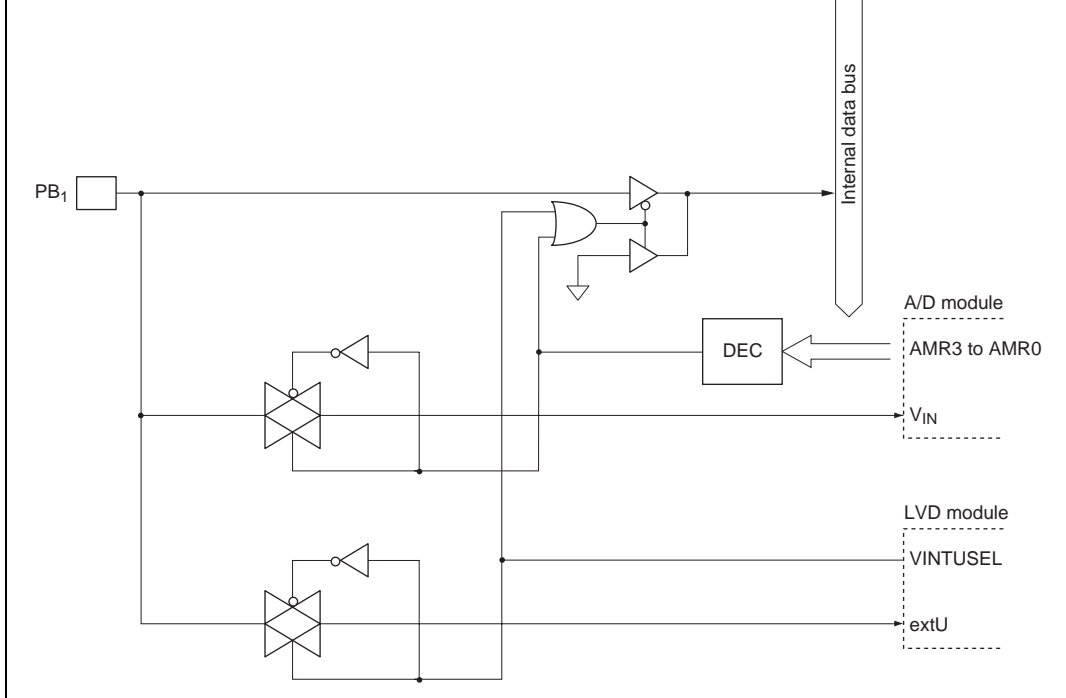 Internal data bus
PB1
A/D module
DEC
AMR3 to AMR0
VIN
LVD module
VINTUSEL
extU